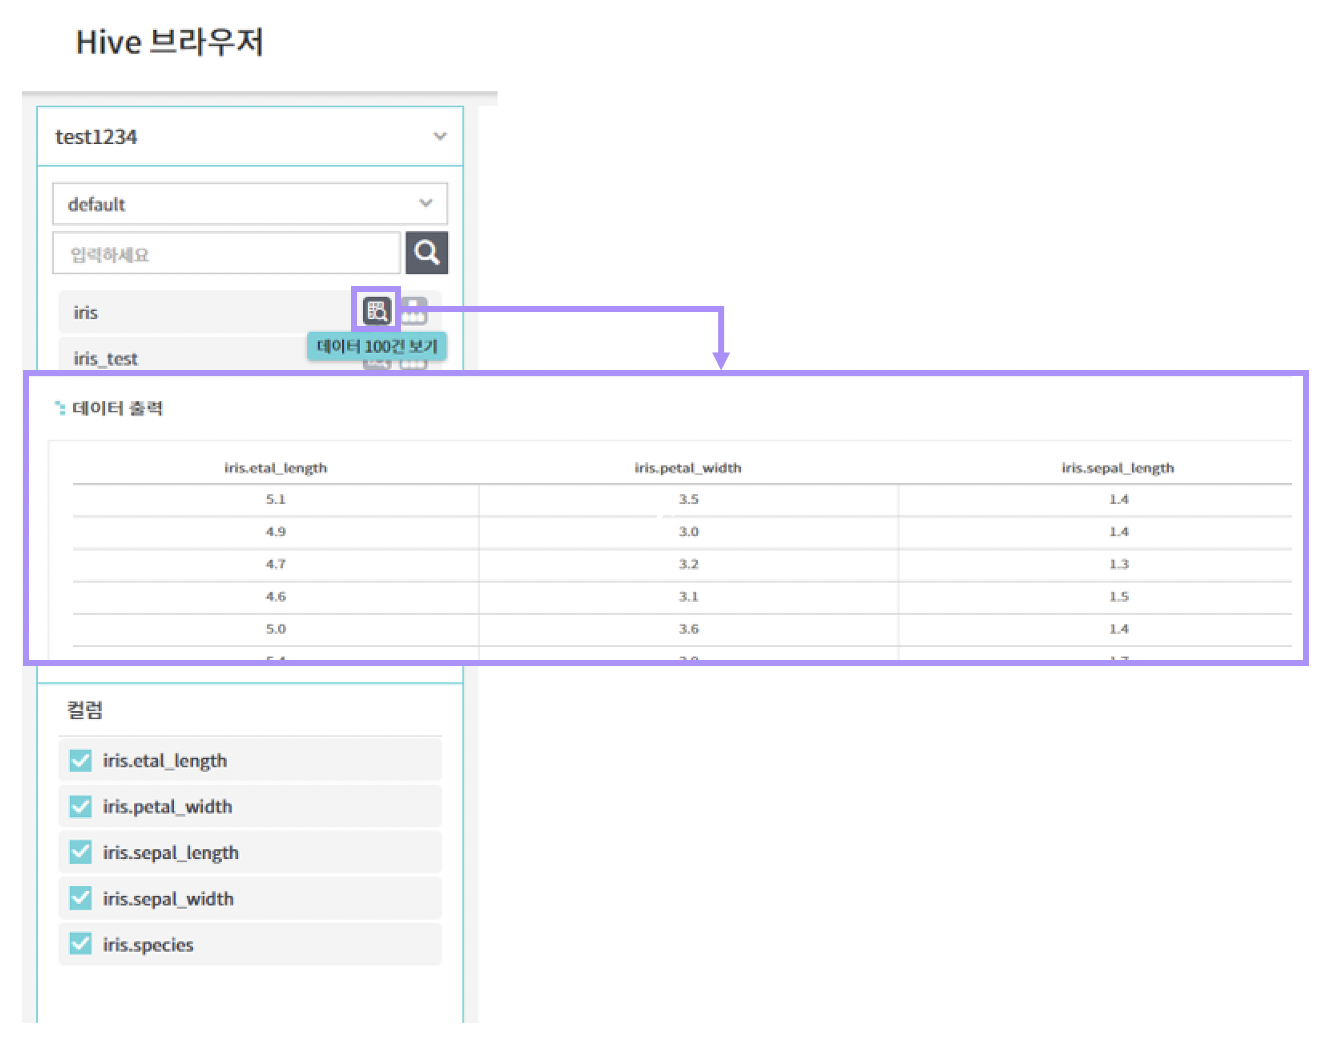 Hive 브라우저
test1234
default
입력하세요
iris
데이터 100건 보기
iris_test
데이터 출력
iris.etal_length iris.petal_width iris.sepal_length
5.1 3.5 1.4
4.9 3.0 1.4
4.7 3.2 1.3
4.6 3.1 1.5
5.0 3.6 1.4
컬럼
iris.etal_length
iris.petal_width
iris.sepal_length
iris.sepal_width
iris.species